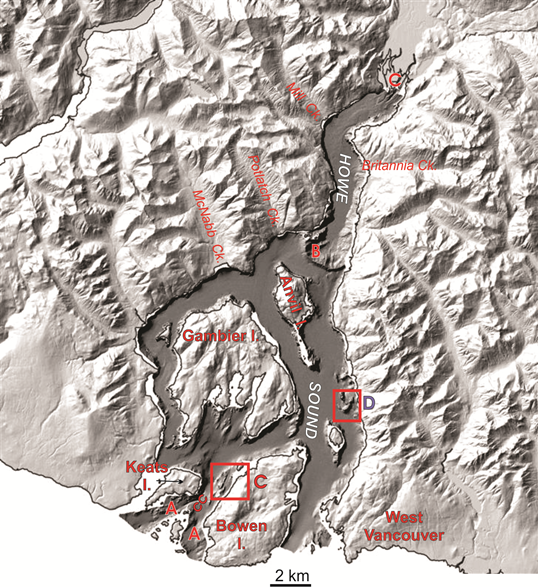 C
Mill Ck.
HOWE
Britannia Ck.
Potlatch Ck.
McNabb Ck.
B
Anvil I.
Gambier I.
SOUND
D
Keats
I.
C
A
A
Bowen
I.
West
Vancouver
2 km